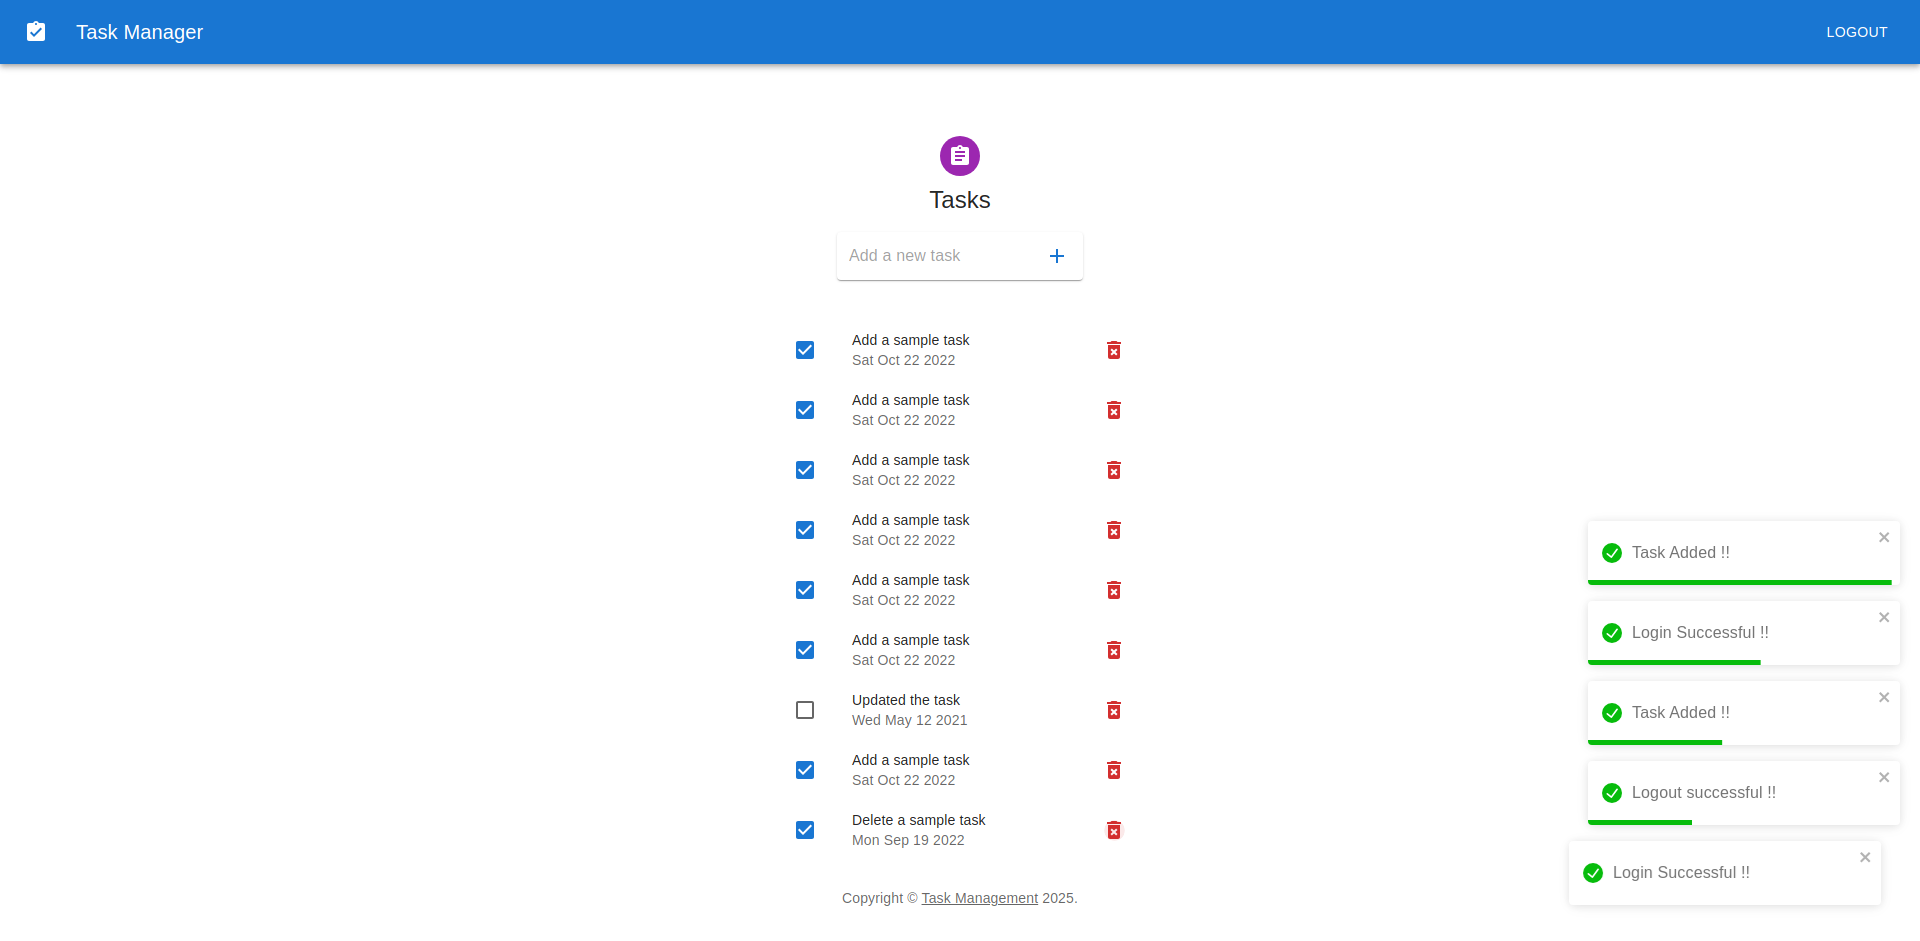 Task Manager
LOGOUT
Tasks
Add a new task
Add a sample task
Sat Oct 22 2022
Add a sample task
Sat Oct 22 2022
Add a sample task
Sat Oct 22 2022
Add a sample task
Sat Oct 22 2022
Add a sample task
Sat Oct 22 2022
Add a sample task
Sat Oct 22 2022
Updated the task
Wed May 12 2021
Add a sample task
Sat Oct 22 2022
Delete a sample task
Mon Sep 19 2022
Copyright © Task Management 2025.
Task Added !!
Login Successful !!
Task Added !!
Logout successful !!
Login Successful !!